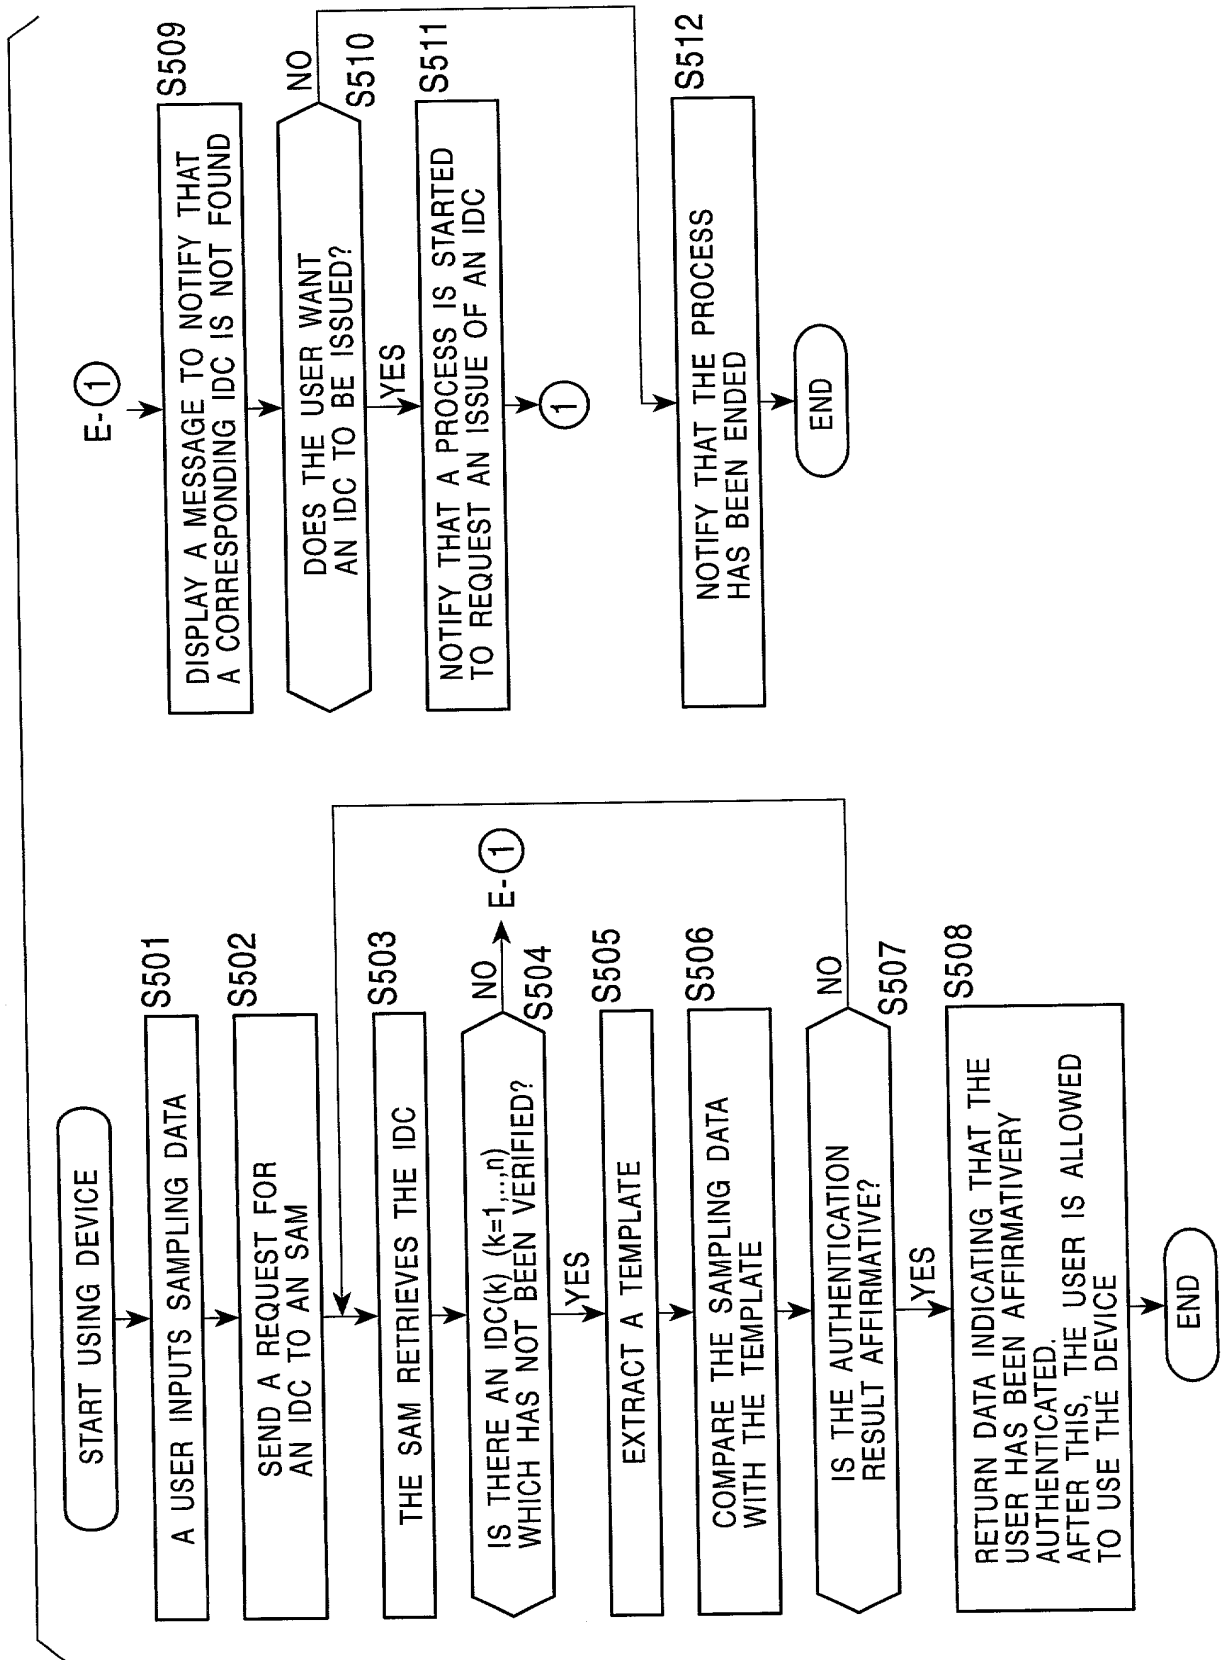 START USING DEVICE
S501
A USER INPUTS SAMPLING DATA
S502
SEND A REQUEST FOR
AN IDC TO AN SAM
S503
THE SAM RETRIEVES THE IDC
IS THERE AN IDC(k) (k=1,..,n)
WHICH HAS NOT BEEN VERIFIED?
NO
E-①
S504
YES
S505
EXTRACT A TEMPLATE
S506
COMPARE THE SAMPLING DATA
WITH THE TEMPLATE
IS THE AUTHENTICATION
RESULT AFFIRMATIVE?
NO
S507
YES
S508
RETURN DATA INDICATING THAT THE
USER HAS BEEN AFFIRMATIVERY
AUTHENTICATED.
AFTER THIS, THE USER IS ALLOWED
TO USE THE DEVICE
END
E-①
S509
DISPLAY A MESSAGE TO NOTIFY THAT
A CORRESPONDING IDC IS NOT FOUND
DOES THE USER WANT
AN IDC TO BE ISSUED?
NO
S510
YES
S511
NOTIFY THAT A PROCESS IS STARTED
TO REQUEST AN ISSUE OF AN IDC
①
S512
NOTIFY THAT THE PROCESS
HAS BEEN ENDED
END